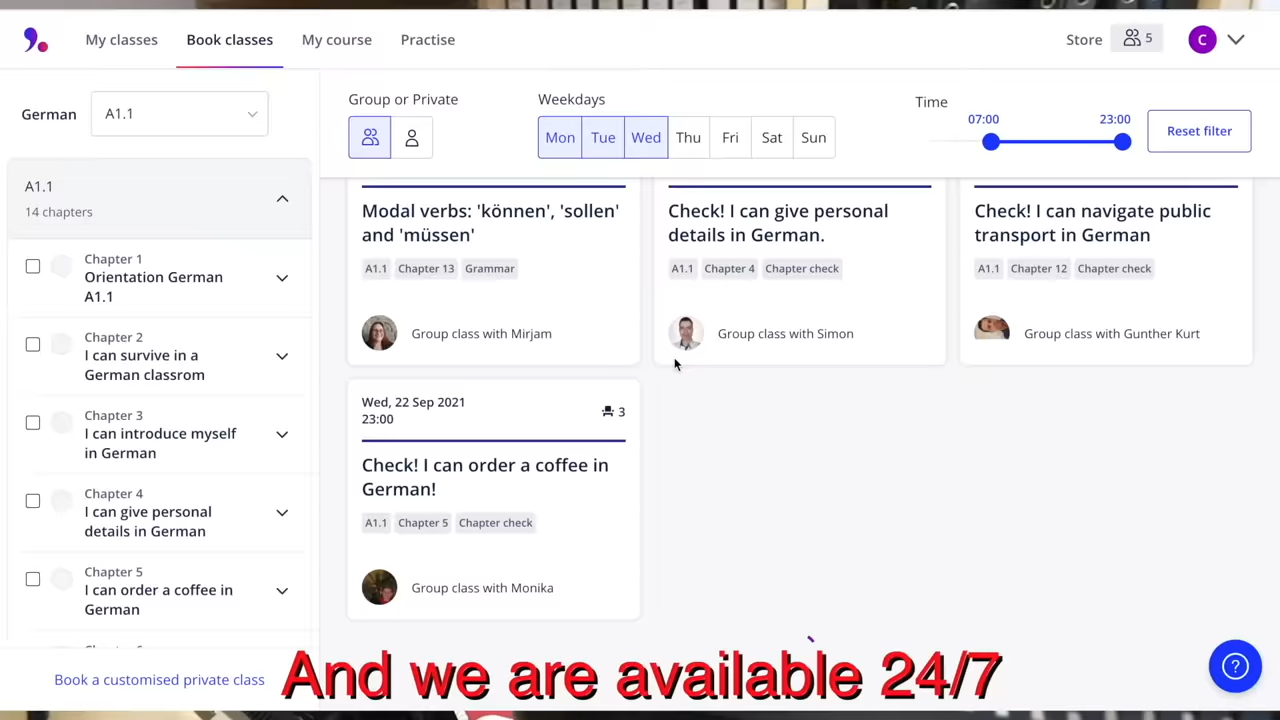 My classes
Book classes
My course
Practise
Store
5
C
German
A1.1
Group or Private
Weekdays
Mon
Tue
Wed
Thu
Fri
Sat
Sun
Time
07:00
23:00
Reset filter
A1.1
14 chapters
Chapter 1
Orientation German
A1.1
Chapter 2
I can survive in a
German classrom
Chapter 3
I can introduce myself
in German
Chapter 4
I can give personal
details in German
Chapter 5
I can order a coffee in
German
Book a customised private class
Modal verbs: 'können', 'sollen'
and 'müssen'
A1.1 Chapter 13 Grammar
Group class with Mirjam
Check! I can give personal
details in German.
A1.1 Chapter 4 Chapter check
Group class with Simon
Check! I can navigate public
transport in German
A1.1 Chapter 12 Chapter check
Group class with Gunther Kurt
Wed, 22 Sep 2021
23:00
3
Check! I can order a coffee in
German!
A1.1 Chapter 5 Chapter check
Group class with Monika
And we are available 24/7